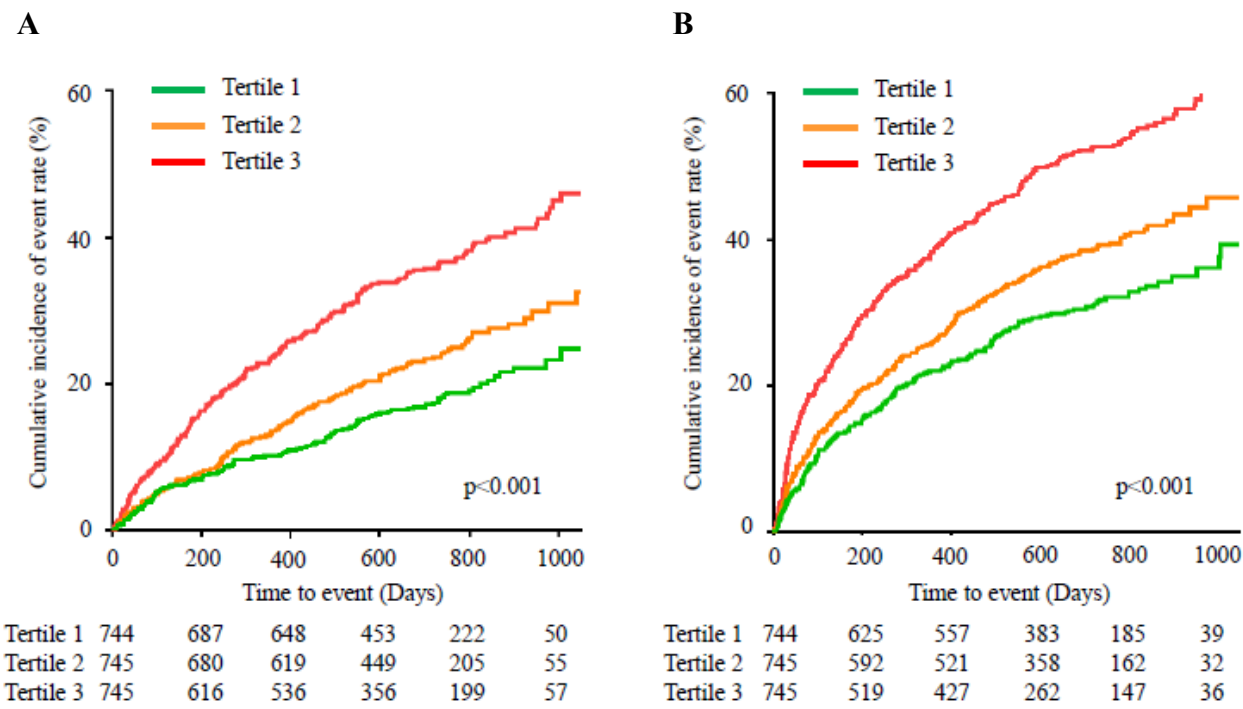 A
B
60
Tertile 1
Tertile 2
Tertile 3
40
20
0
Cumulative incidence of event rate (%)
p<0.001
0 200 400 600 800 1000
Time to event (Days)
Tertile 1 744 687 648 453 222 50
Tertile 2 745 680 619 449 205 55
Tertile 3 745 616 536 356 199 57
60
Tertile 1
Tertile 2
Tertile 3
40
20
0
Cumulative incidence of event rate (%)
p<0.001
0 200 400 600 800 1000
Time to event (Days)
Tertile 1 744 625 557 383 185 39
Tertile 2 745 592 521 358 162 32
Tertile 3 745 519 427 262 147 36